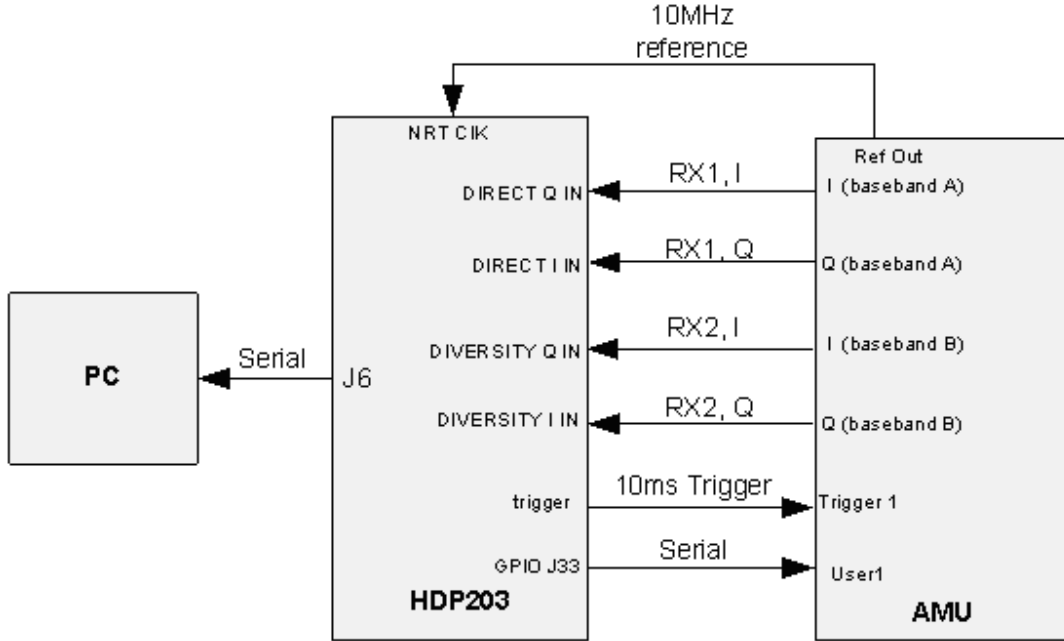 10MHz
reference
NRT CIK
Ref Out
DIRECT Q IN
RX1, I
I (baseband A)
DIRECT I IN
RX1, Q
Q (baseband A)
DIVERSITY Q IN
RX2, I
I (baseband B)
PC
Serial
J6
DIVERSITY I IN
RX2, Q
Q (baseband B)
trigger
10ms Trigger
Trigger 1
GPIO J33
Serial
User1
HDP203
AMU